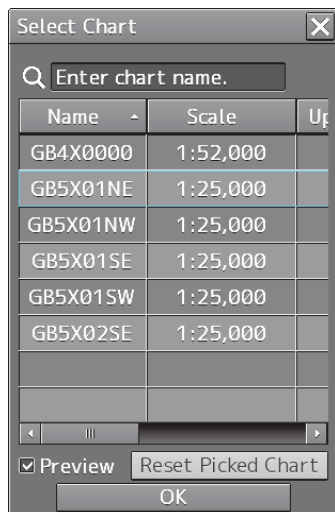 Select Chart
Enter chart name.
Name Scale Up
GB4X0000 1:52,000
GB5X01NE 1:25,000
GB5X01NW 1:25,000
GB5X01SE 1:25,000
GB5X01SW 1:25,000
GB5X02SE 1:25,000
Preview Reset Picked Chart
OK